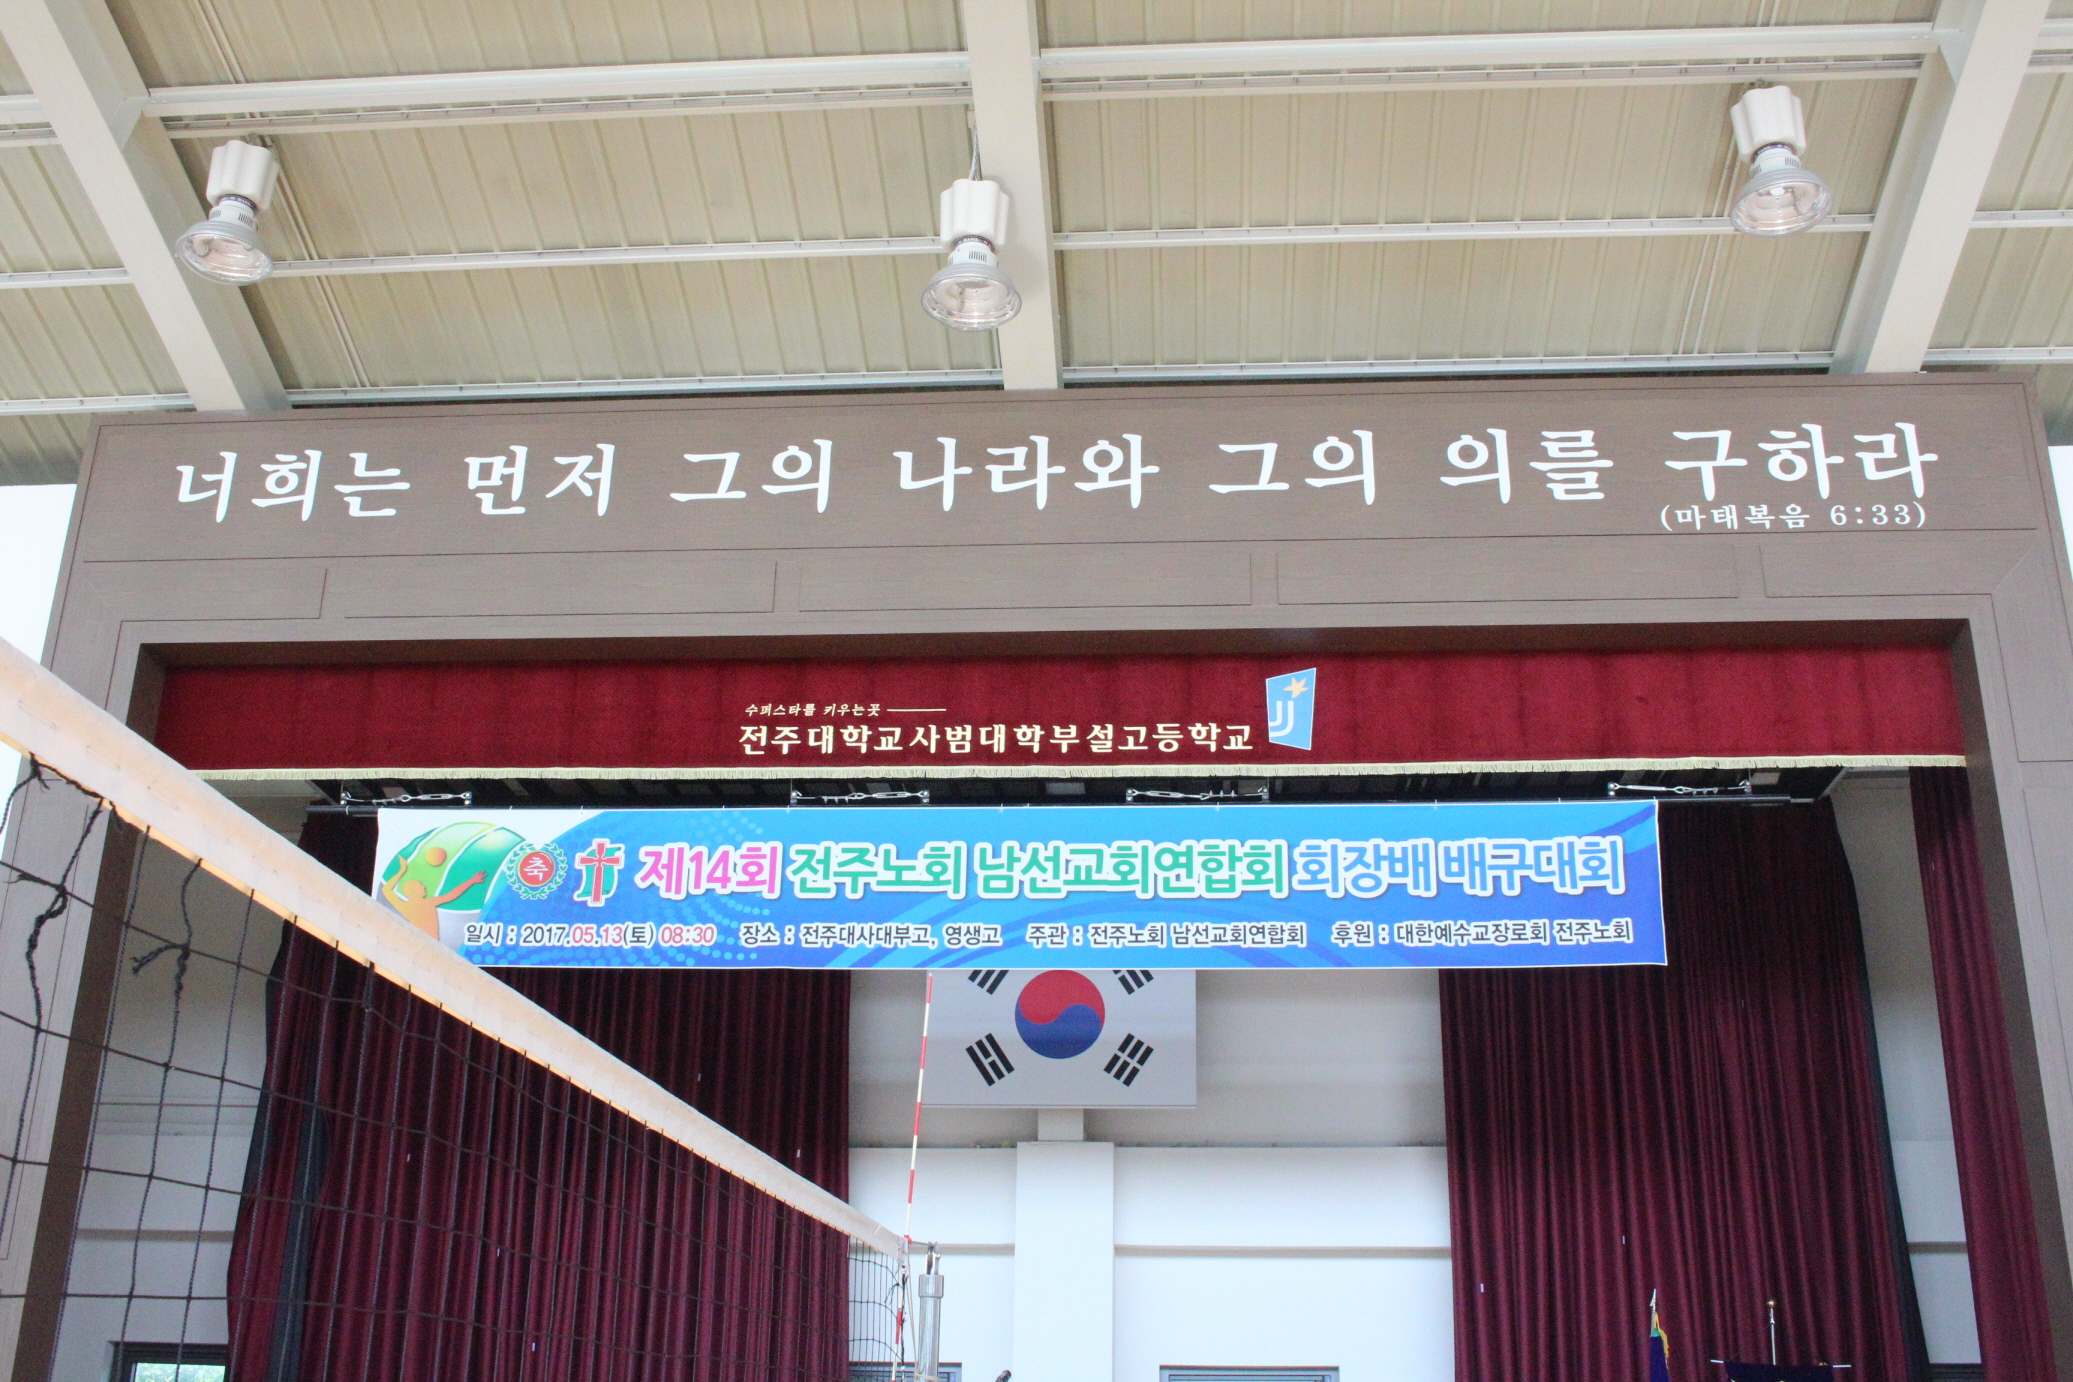 너희는 먼저 그의 나라와 그의 의를 구하라
(마태복음 6:33)
수퍼스타를 키우는곳
전주대학교사범대학부설고등학교
축 제14회 전주노회 남선교회연합회 회장배 배구대회
일시 : 2017.05.13(토) 08:30 장소 : 전주대사대부고, 영생고 주관 : 전주노회 남선교회연합회 후원 : 대한예수교장로회 전주노회